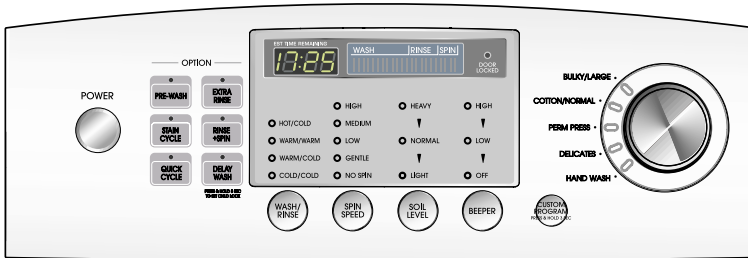 POWER
OPTION
PRE-WASH
EXTRA
RINSE
STAIN
CYCLE
RINSE
+SPIN
QUICK
CYCLE
DELAY
WASH
PRESS & HOLD 3 SEC
TO SET CHILD LOCK
EST TIME REMAINING
17:25
WASH RINSE SPIN
DOOR
LOCKED
HOT/COLD
WARM/WARM
WARM/COLD
COLD/COLD
HIGH
MEDIUM
LOW
GENTLE
NO SPIN
HEAVY
NORMAL
LIGHT
HIGH
LOW
OFF
WASH/
RINSE
SPIN
SPEED
SOIL
LEVEL
BEEPER
CUSTOM
PROGRAM
PRESS & HOLD 3 SEC
BULKY/LARGE
COTTON/NORMAL
PERM PRESS
DELICATES
HAND WASH